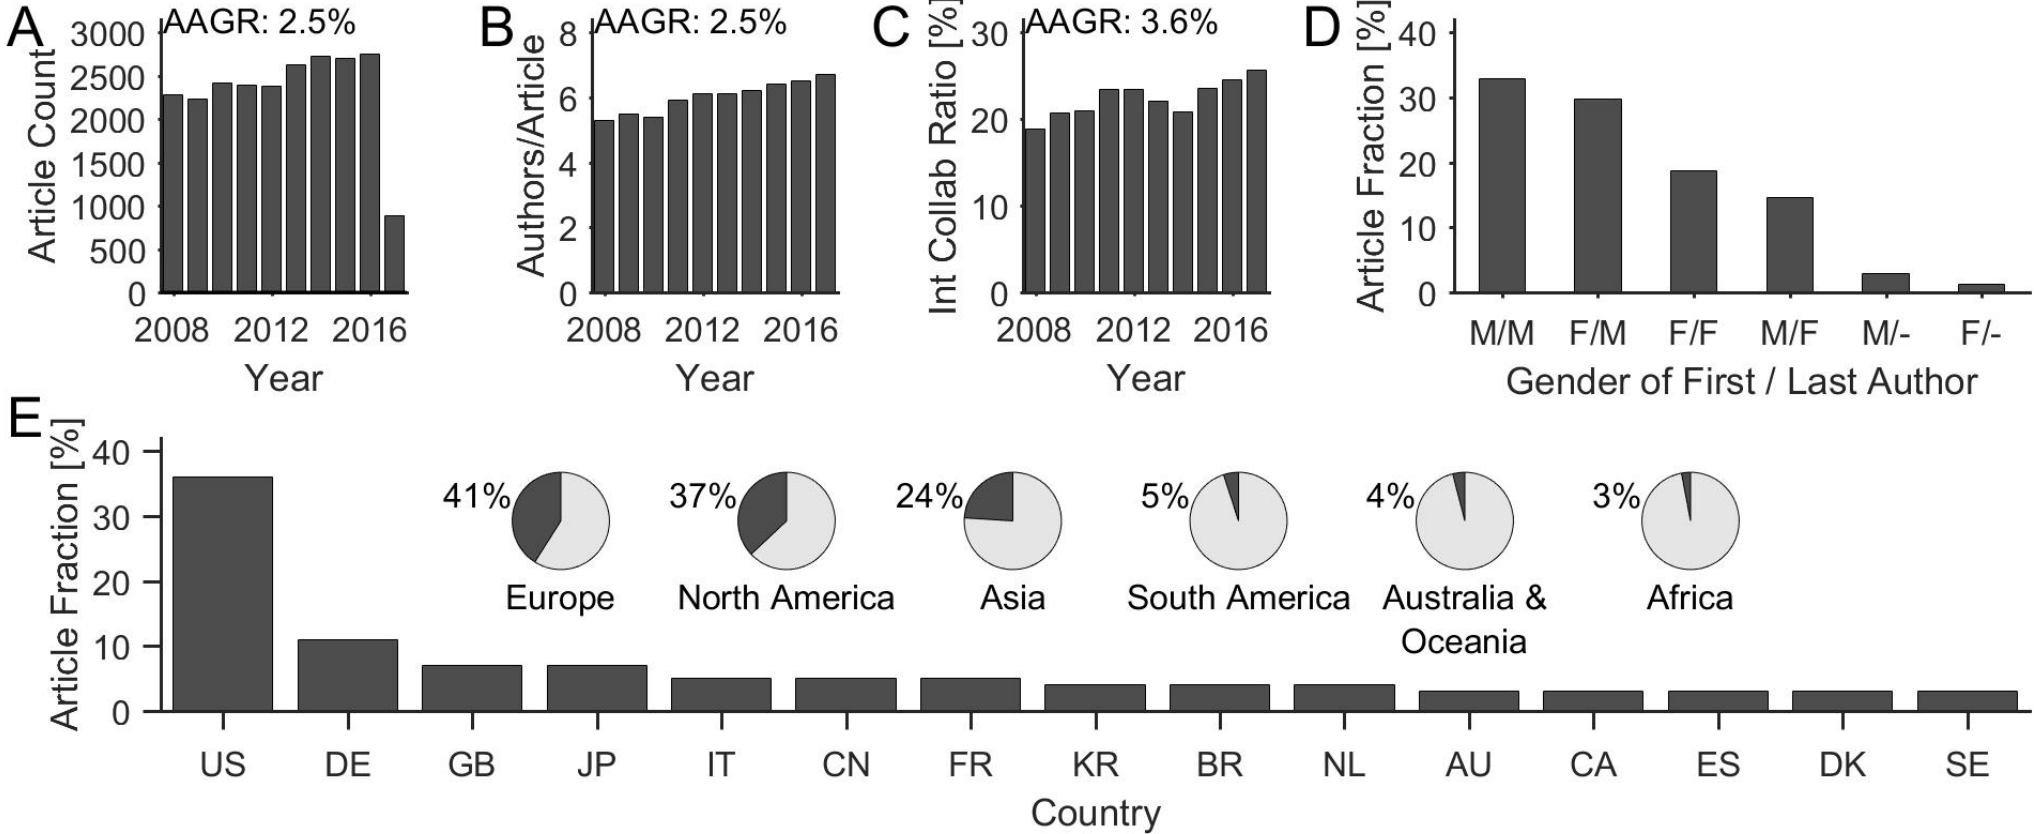 A
AAGR: 2.5%
Article Count
3000
2500
2000
1500
1000
500
0
2008 2012 2016
Year
B
AAGR: 2.5%
Authors/Article
8
6
4
2
0
2008 2012 2016
Year
C
AAGR: 3.6%
Int Collab Ratio [%]
30
20
10
0
2008 2012 2016
Year
D
Article Fraction [%]
40
30
20
10
0
M/M F/M F/F M/F M/- F/-
Gender of First / Last Author
E
Article Fraction [%]
40
30
20
10
0
41%
Europe
37%
North America
24%
Asia
5%
South America
4%
Australia &
Oceania
3%
Africa
US DE GB JP IT CN FR KR BR NL AU CA ES DK SE
Country